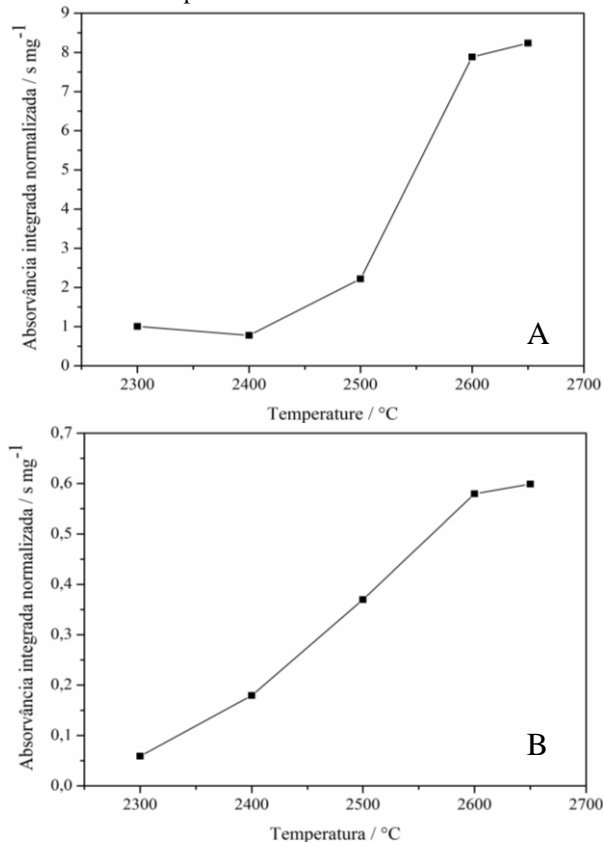 9
8
7
6
5
4
3
2
1
0
Absorvância integrada normalizada / s mg-1
A
2300 2400 2500 2600 2700
Temperature / °C
0,7
0,6
0,5
0,4
0,3
0,2
0,1
0,0
Absorvância integrada normalizada / s mg-1
B
2300 2400 2500 2600 2700
Temperatura / °C